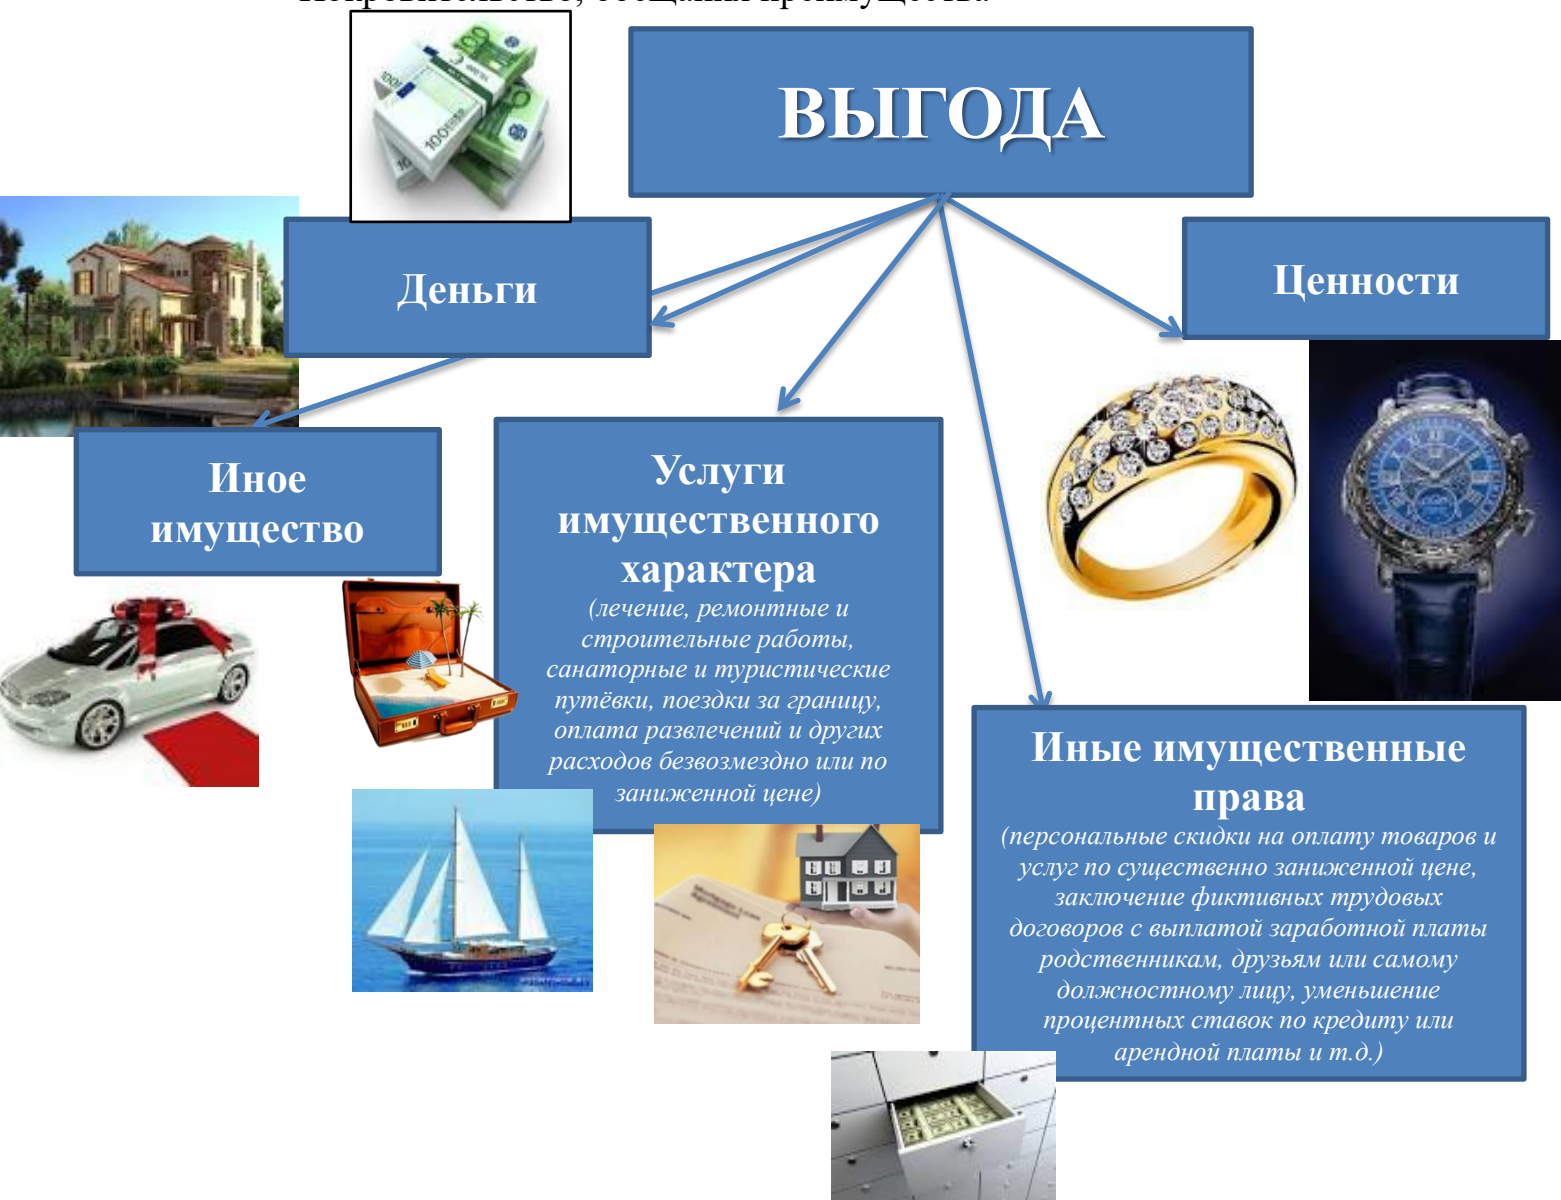 ВЫГОДА
Деньги
Ценности
Иное
имущество
Услуги
имущественного
характера
(лечение, ремонтные и
строительные работы,
санаторные и туристические
путёвки, поездки за границу,
оплата развлечений и других
расходов безвозмездно или по
заниженной цене)
Иные имущественные
права
(персональные скидки на оплату товаров и
услуг по существенно заниженной цене,
заключение фиктивных трудовых
договоров с выплатой заработной платы
родственникам, друзьям или самому
должностному лицу, уменьшение
процентных ставок по кредиту или
арендной платы и т.д.)